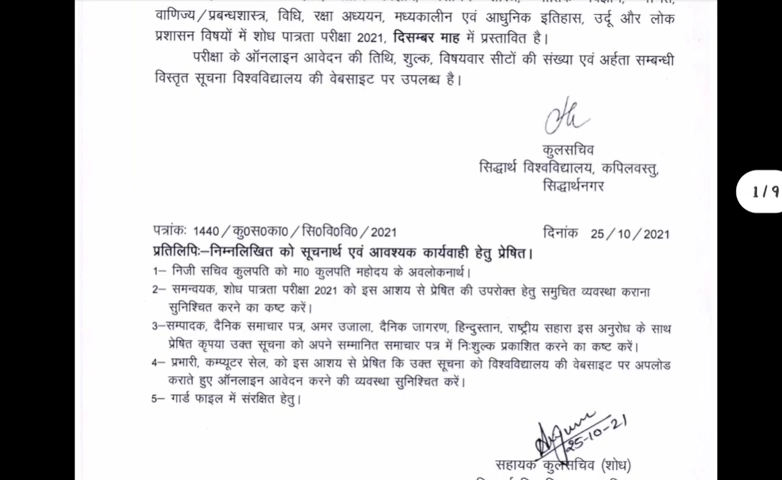 वाणिज्य/प्रबन्धशास्त्र, विधि, रक्षा अध्ययन, मध्यकालीन एवं आधुनिक इतिहास, उर्दू और लोक
प्रशासन विषयों में शोध पात्रता परीक्षा 2021, दिसम्बर माह में प्रस्तावित है।
परीक्षा के ऑनलाइन आवेदन की तिथि, शुल्क, विषयवार सीटों की संख्या एवं अर्हता सम्बन्धी
विस्तृत सूचना विश्वविद्यालय की वेबसाइट पर उपलब्ध है।
कुलसचिव
सिद्धार्थ विश्वविद्यालय, कपिलवस्तु,
सिद्धार्थनगर
1/9
पत्रांकः 1440/कु0स0का0/सि0वि0वि0/2021 दिनांक 25/10/2021
प्रतिलिपिः-निम्नलिखित को सूचनार्थ एवं आवश्यक कार्यवाही हेतु प्रेषित।
1– निजी सचिव कुलपति को मा0 कुलपति महोदय के अवलोकनार्थ।
2– समन्वयक, शोध पात्रता परीक्षा 2021 को इस आशय से प्रेषित की उपरोक्त हेतु समुचित व्यवस्था कराना
सुनिश्चित करने का कष्ट करें।
3–सम्पादक, दैनिक समाचार पत्र, अमर उजाला, दैनिक जागरण, हिन्दुस्तान, राष्ट्रीय सहारा इस अनुरोध के साथ
प्रेषित कृपया उक्त सूचना को अपने सम्मानित समाचार पत्र में निःशुल्क प्रकाशित करने का कष्ट करें।
4– प्रभारी, कम्प्यूटर सेल, को इस आशय से प्रेषित कि उक्त सूचना को विश्वविद्यालय की वेबसाइट पर अपलोड
कराते हुए ऑनलाइन आवेदन करने की व्यवस्था सुनिश्चित करें।
5– गार्ड फाइल में संरक्षित हेतु।
25-10-21
सहायक कुलसचिव (शोध)